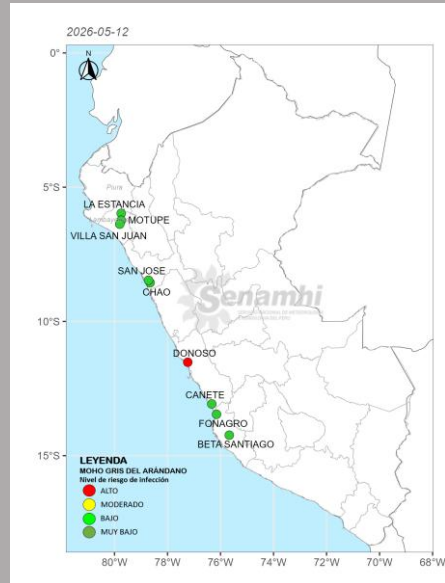 2026-05-12
N
0°
5°S
10°S
15°S
Piura
LA ESTANCIA
MOTUPE
VILLA SAN JUAN
SAN JOSE
CHAO
Senamhi
DONOSO
CAÑETE
FONAGRO
BETA SANTIAGO
LEYENDA
MOHO GRIS DEL ARÁNDANO
Nivel de riesgo de infección
ALTO
MODERADO
BAJO
MUY BAJO
80°W 78°W 76°W 74°W 72°W 70°W 68°W